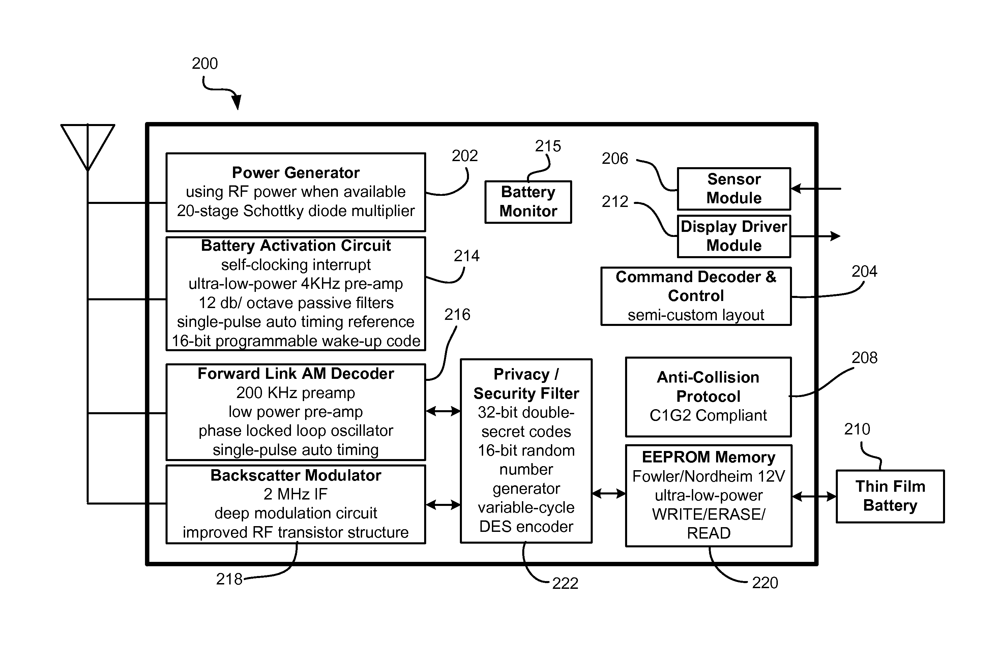 200
Power Generator
using RF power when available
20-stage Schottky diode multiplier
202
Battery Activation Circuit
self-clocking interrupt
ultra-low-power 4KHz pre-amp
12 db/ octave passive filters
single-pulse auto timing reference
16-bit programmable wake-up code
214
Forward Link AM Decoder
200 KHz preamp
low power pre-amp
phase locked loop oscillator
single-pulse auto timing
216
Backscatter Modulator
2 MHz IF
deep modulation circuit
improved RF transistor structure
218
215
Battery
Monitor
Privacy /
Security Filter
32-bit double-
secret codes
16-bit random
number
generator
variable-cycle
DES encoder
222
206
Sensor
Module
212
Display Driver
Module
Command Decoder &
Control
semi-custom layout
204
Anti-Collision
Protocol
C1G2 Compliant
208
EEPROM Memory
Fowler/Nordheim 12V
ultra-low-power
WRITE/ERASE/
READ
220
210
Thin Film
Battery